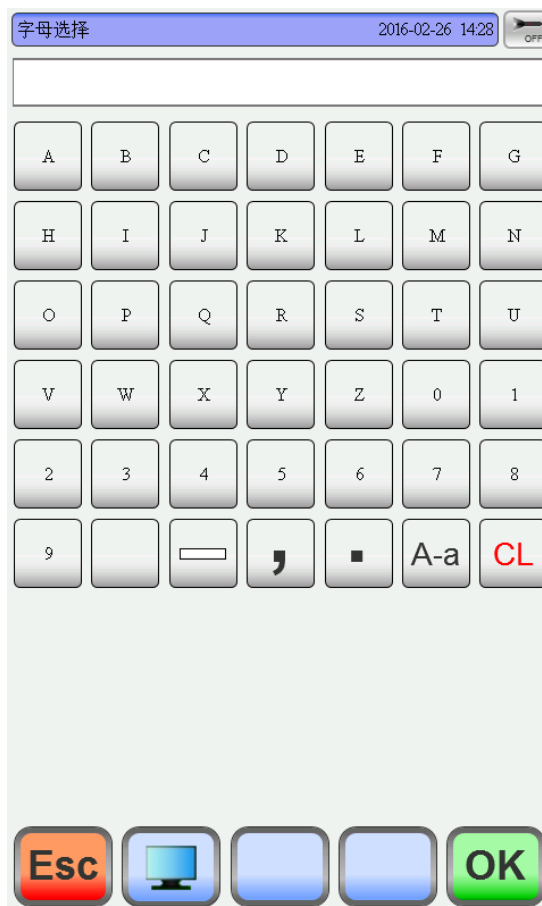 字母选择 2016-02-26 14:28 OFF
A B C D E F G
H I J K L M N
O P Q R S T U
V W X Y Z 0 1
2 3 4 5 6 7 8
9 , . A-a CL
Esc OK